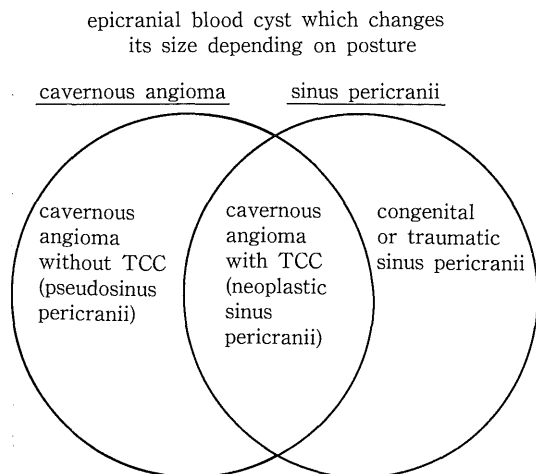 epicranial blood cyst which changes
its size depending on posture
cavernous angioma
sinus pericranii
cavernous
angioma
without TCC
(pseudosinus
pericranii)
cavernous
angioma
with TCC
(neoplastic
sinus
pericranii)
congenital
or traumatic
sinus pericranii